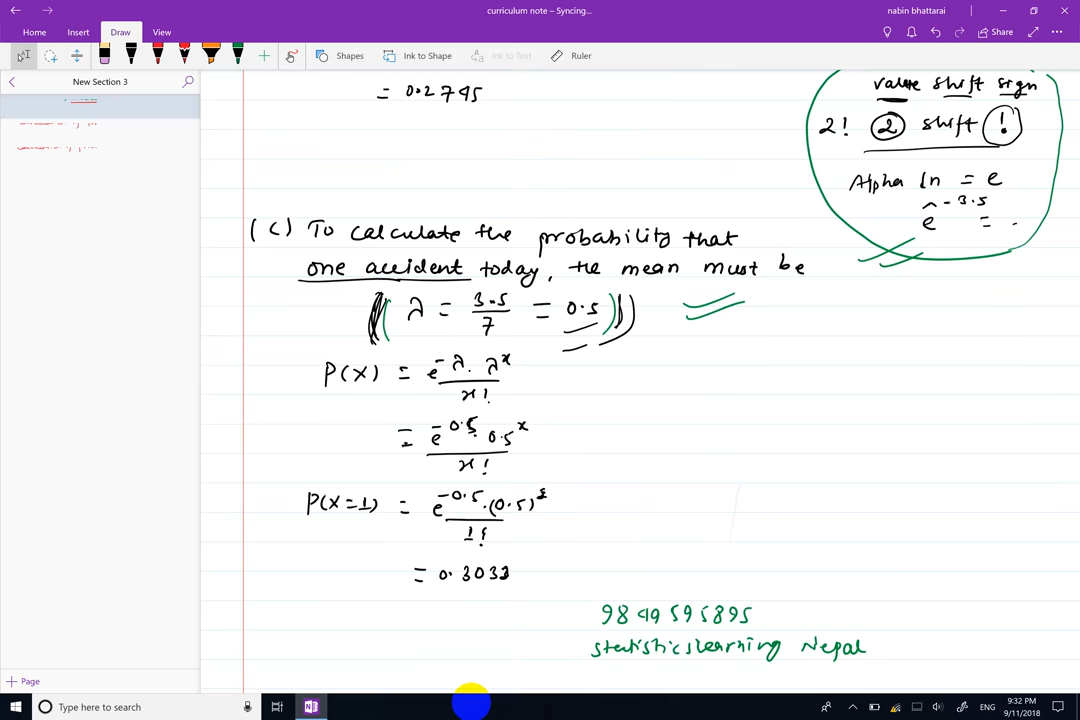 curriculum note – Syncing...
nabin bhattarai
Home Insert Draw View
Share
Shapes Ink to Shape Ink to Text Ruler
New Section 3
= 0.2745
value shift sign
2! 2 shift !
Alpha ln = e
^ -3.5
e =
(c) To calculate the probability that
one accident today, the mean must be
λ = 3.5/7 = 0.5
P(X) = e^-λ . λ^x / x!
= e^-0.5 . 0.5^x / x!
P(X=1) = e^-0.5 . (0.5)^1 / 1!
= 0.3033
9849595895
statisticslearning Nepal
Page
Type here to search
ENG
9:32 PM
9/11/2018